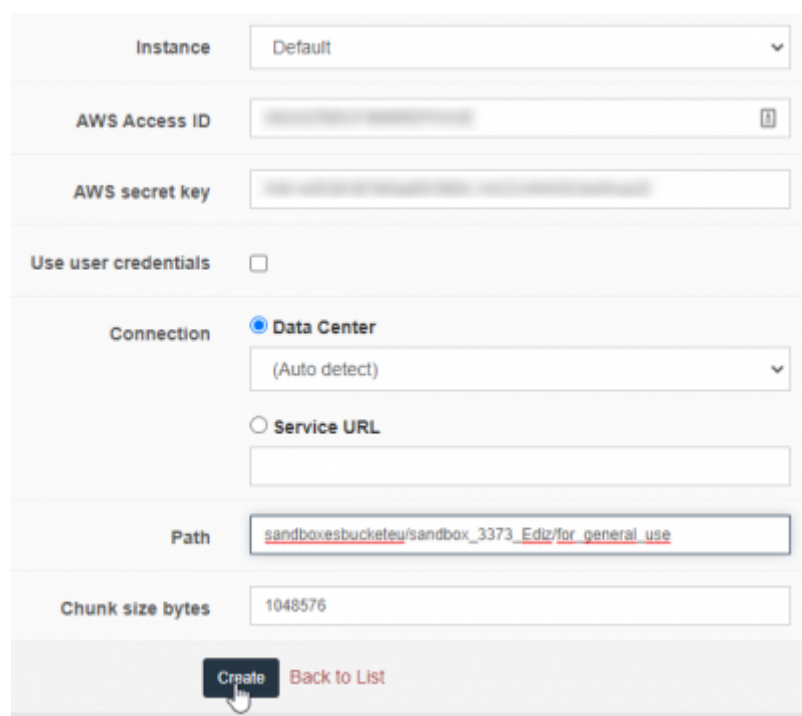 Instance Default
AWS Access ID
AWS secret key
Use user credentials
Connection Data Center
(Auto detect)
Service URL
Path sandboxesbucketeu/sandbox_3373_Ediz/for_general_use
Chunk size bytes 1048576
Create Back to List